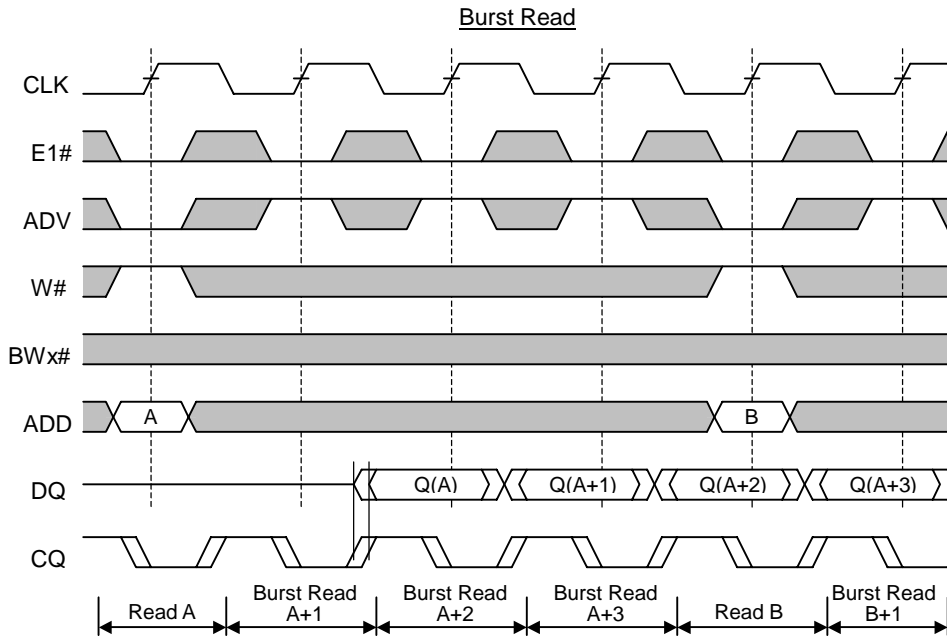 Burst Read
CLK
E1#
ADV
W#
BWx#
ADD
A
B
DQ
Q(A)
Q(A+1)
Q(A+2)
Q(A+3)
CQ
Read A
Burst Read
A+1
Burst Read
A+2
Burst Read
A+3
Read B
Burst Read
B+1